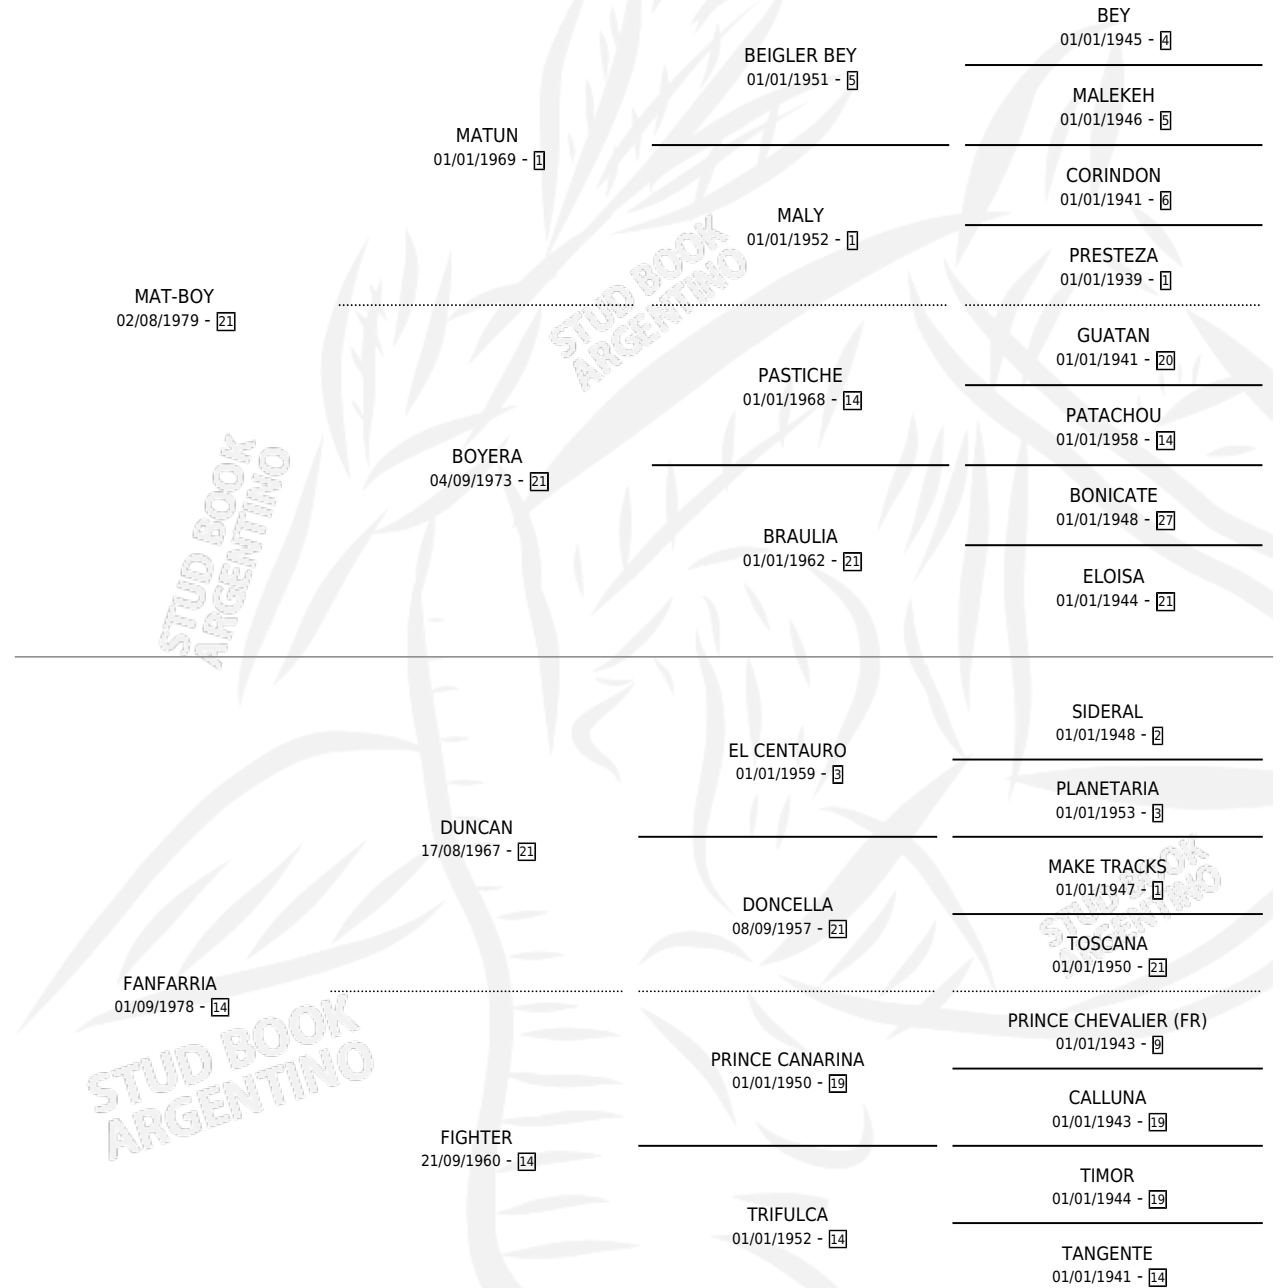 BEY
01/01/1945 - 4
BEIGLER BEY
01/01/1951 - 5
MALEKEH
01/01/1946 - 5
MATUN
01/01/1969 - 1
CORINDON
01/01/1941 - 6
MALY
01/01/1952 - 1
PRESTEZA
01/01/1939 - 1
MAT-BOY
02/08/1979 - 21
GUATAN
01/01/1941 - 20
PASTICHE
01/01/1968 - 14
PATACHOU
01/01/1958 - 14
BOYERA
04/09/1973 - 21
BONICATE
01/01/1948 - 27
BRAULIA
01/01/1962 - 21
ELOISA
01/01/1944 - 21
STUD BOOK
ARGENTINO
STUD BOOK
ARGENTINO
SIDERAL
01/01/1948 - 2
EL CENTAURO
01/01/1959 - 3
PLANETARIA
01/01/1953 - 3
DUNCAN
17/08/1967 - 21
MAKE TRACKS
01/01/1947 - 1
DONCELLA
08/09/1957 - 21
TOSCANA
01/01/1950 - 21
STUD BOOK
ARGENTINO
FANFARRIA
01/09/1978 - 14
PRINCE CHEVALIER (FR)
01/01/1943 - 9
PRINCE CANARINA
01/01/1950 - 19
CALLUNA
01/01/1943 - 19
STUD BOOK
ARGENTINO
FIGHTER
21/09/1960 - 14
TIMOR
01/01/1944 - 19
TRIFULCA
01/01/1952 - 14
TANGENTE
01/01/1941 - 14